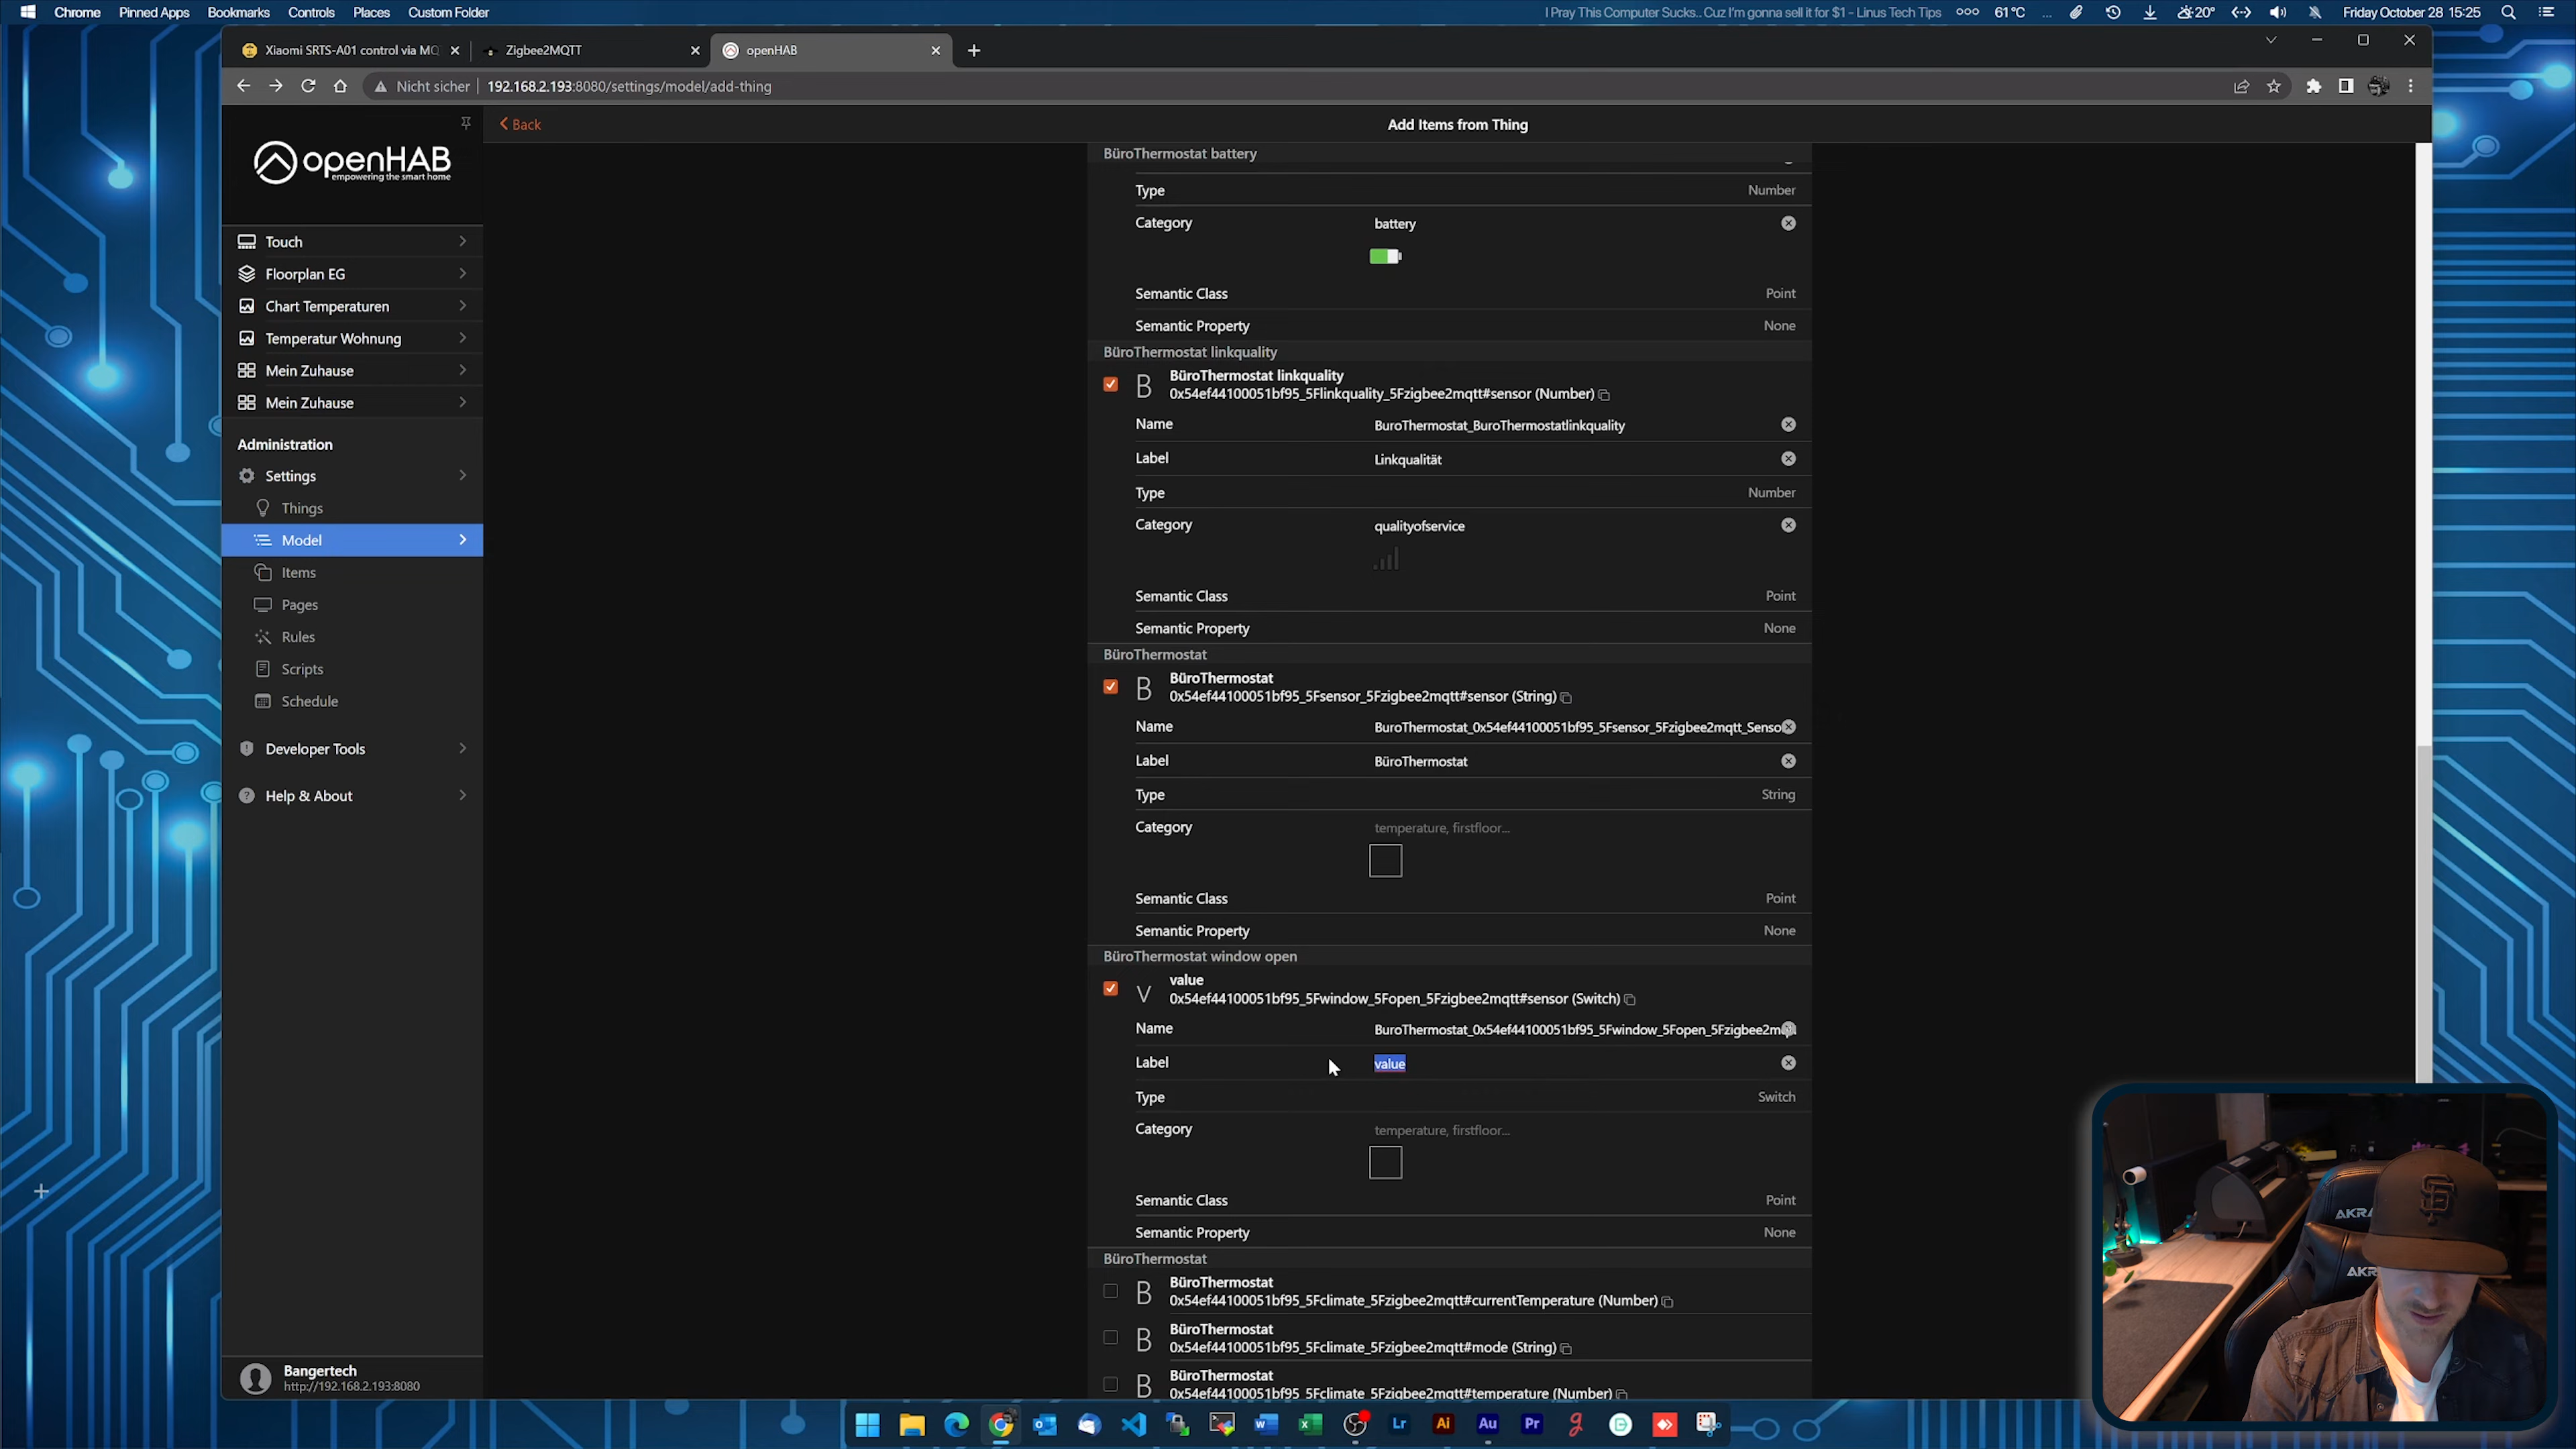 Chrome Pinned Apps Bookmarks Controls Places Custom Folder
I Pray This Computer Sucks.. Cuz I'm gonna sell it for $1 - Linus Tech Tips 61°C ... 20° Friday October 28 15:25
Xiaomi SRTS-A01 control via MQ
Zigbee2MQTT
openHAB
Nicht sicher 192.168.2.193:8080/settings/model/add-thing
openHAB
empowering the smart home
Touch
Floorplan EG
Chart Temperaturen
Temperatur Wohnung
Mein Zuhause
Mein Zuhause
Administration
Settings
Things
Model
Items
Pages
Rules
Scripts
Schedule
Developer Tools
Help & About
Bangertech
http://192.168.2.193:8080
Back
Add Items from Thing
BüroThermostat battery
Type Number
Category battery
Semantic Class Point
Semantic Property None
BüroThermostat linkquality
B BüroThermostat linkquality
0x54ef44100051bf95_5Flinkquality_5Fzigbee2mqtt#sensor (Number)
Name BuroThermostat_BuroThermostatlinkquality
Label Linkqualität
Type Number
Category qualityofservice
Semantic Class Point
Semantic Property None
BüroThermostat
B BüroThermostat
0x54ef44100051bf95_5Fsensor_5Fzigbee2mqtt#sensor (String)
Name BuroThermostat_0x54ef44100051bf95_5Fsensor_5Fzigbee2mqtt_Senso
Label BüroThermostat
Type String
Category temperature, firstfloor...
Semantic Class Point
Semantic Property None
BüroThermostat window open
V value
0x54ef44100051bf95_5Fwindow_5Fopen_5Fzigbee2mqtt#sensor (Switch)
Name BuroThermostat_0x54ef44100051bf95_5Fwindow_5Fopen_5Fzigbee2mqtt
Label value
Type Switch
Category temperature, firstfloor...
Semantic Class Point
Semantic Property None
BüroThermostat
B BüroThermostat
0x54ef44100051bf95_5Fclimate_5Fzigbee2mqtt#currentTemperature (Number)
B BüroThermostat
0x54ef44100051bf95_5Fclimate_5Fzigbee2mqtt#mode (String)
B BüroThermostat
0x54ef44100051bf95_5Fclimate_5Fzigbee2mqtt#temperature (Number)
Lr Ai Au Pr
AKRA
AKRA